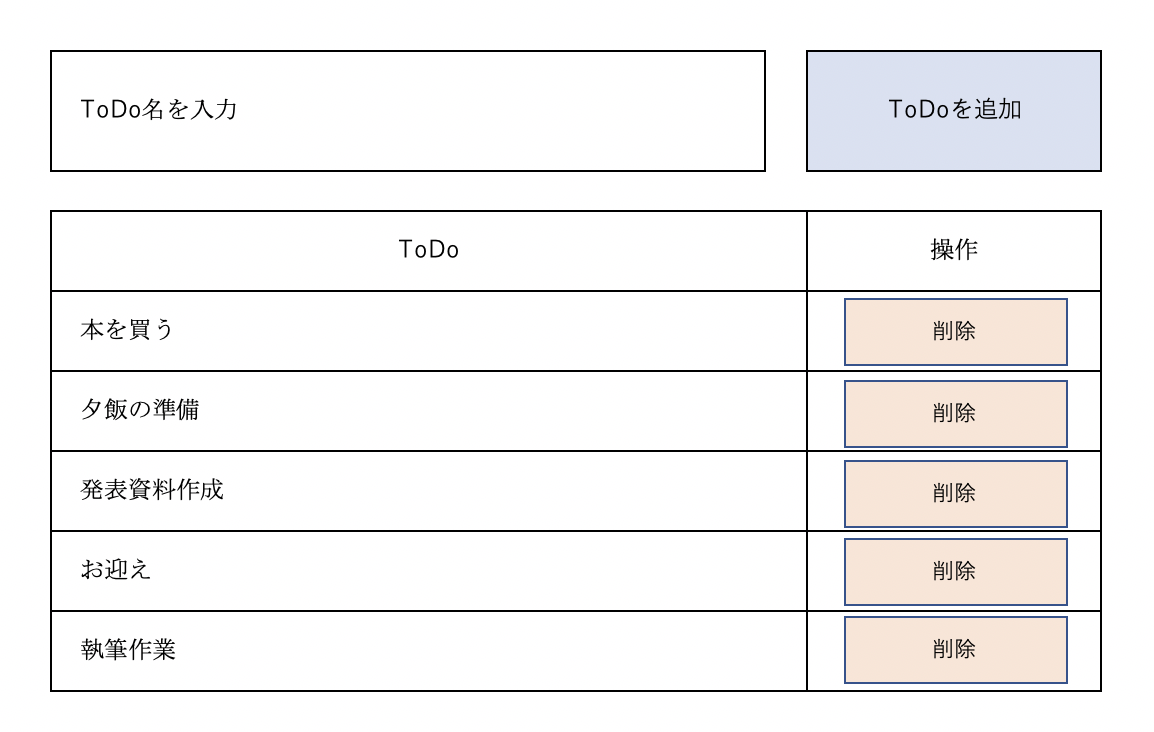 ToDo名を入力
ToDoを追加
ToDo
操作
本を買う
削除
夕飯の準備
削除
発表資料作成
削除
お迎え
削除
執筆作業
削除